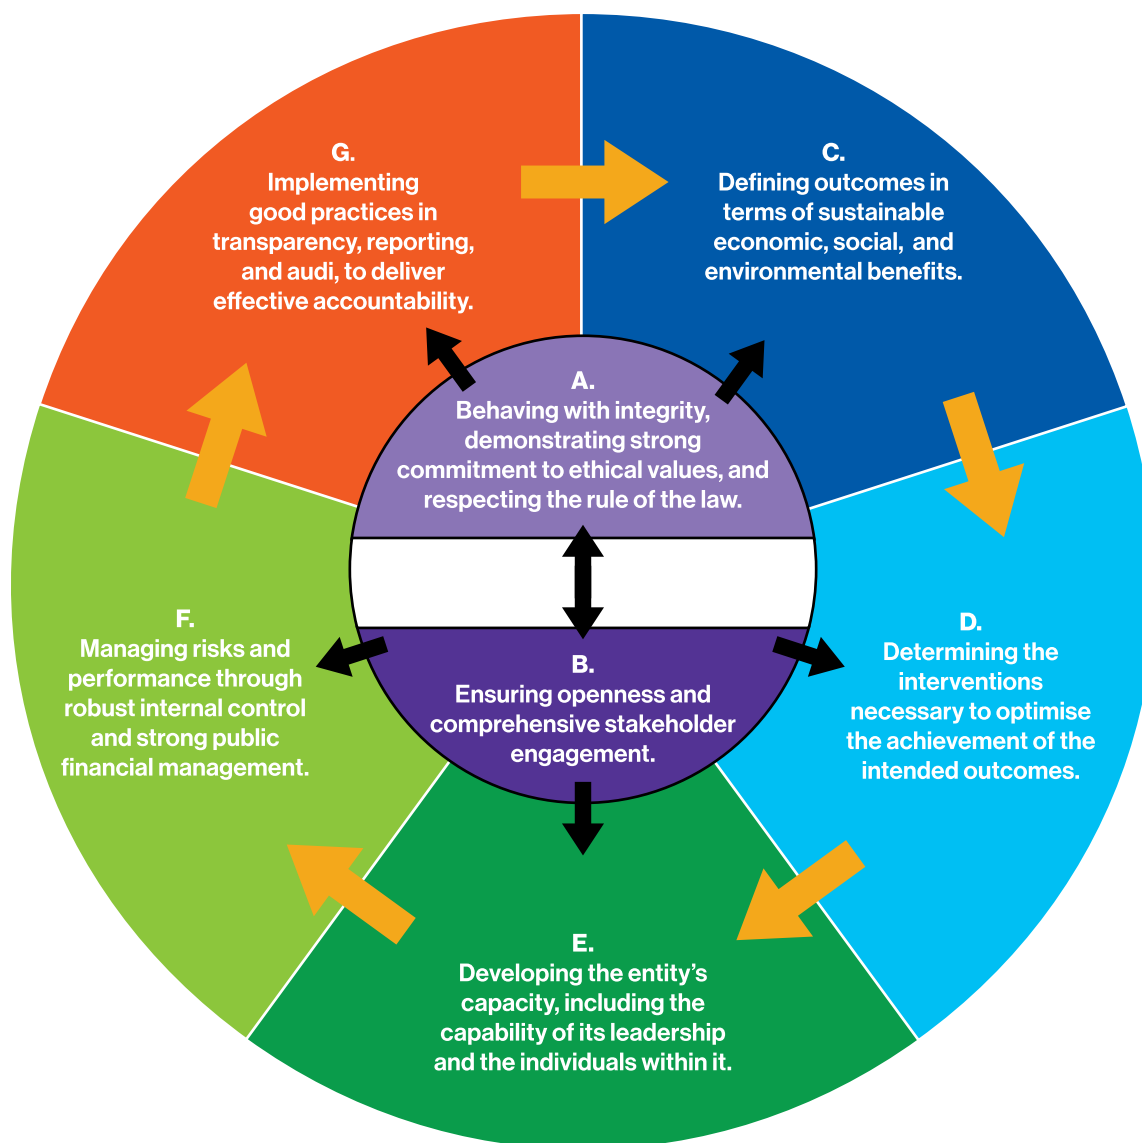 G.
Implementing
good practices in
transparency, reporting,
and audi, to deliver
effective accountability.
C.
Defining outcomes in
terms of sustainable
economic, social, and
environmental benefits.
A.
Behaving with integrity,
demonstrating strong
commitment to ethical values, and
respecting the rule of the law.
F.
Managing risks and
performance through
robust internal control
and strong public
financial management.
B.
Ensuring openness and
comprehensive stakeholder
engagement.
D.
Determining the
interventions
necessary to optimise
the achievement of the
intended outcomes.
E.
Developing the entity’s
capacity, including the
capability of its leadership
and the individuals within it.